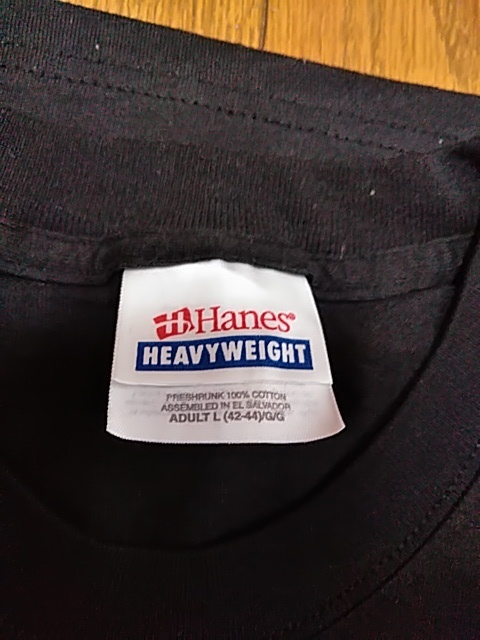 Hanes®
HEAVYWEIGHT
PRESHRUNK 100% COTTON
ASSEMBLED IN EL SALVADOR
ADULT L (42-44)/G/G